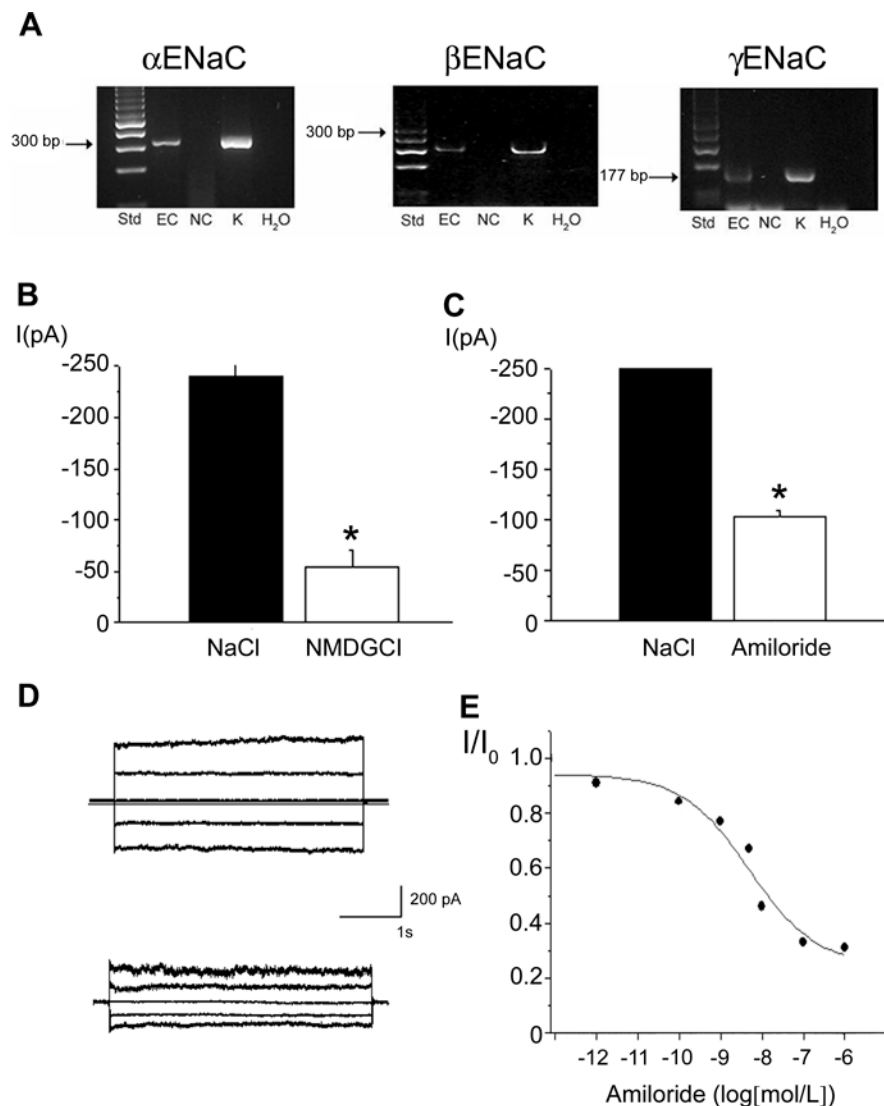 A
αENaC
βENaC
γENaC
300 bp
300 bp
177 bp
Std EC NC K H₂O
Std EC NC K H₂O
Std EC NC K H₂O
B
I(pA)
-250
-200
-150
-100
-50
0
*
NaCl NMDGCl
C
I(pA)
-250
-200
-150
-100
-50
0
*
NaCl Amiloride
D
200 pA
1s
E
I/I₀
1.0
0.8
0.6
0.4
0.2
0
-12 -11 -10 -9 -8 -7 -6
Amiloride (log[mol/L])